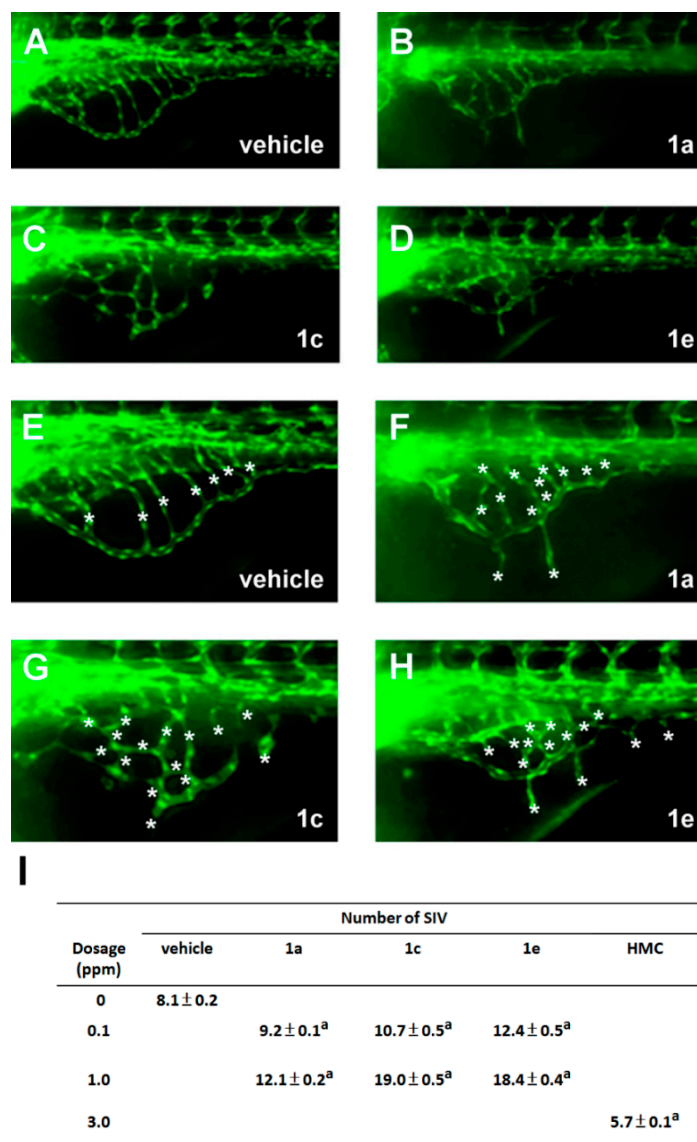 A
vehicle
B
1a
C
1c
D
1e
E
* * * * * * *
vehicle
F
* * * * * * * * * * * * * *
1a
G
* * * * * * * * * * * * * * * *
1c
H
* * * * * * * * * * * * * * *
1e
I
Number of SIV
Dosage (ppm) vehicle 1a 1c 1e HMC
0 8.1±0.2
0.1 9.2±0.1a 10.7±0.5a 12.4±0.5a
1.0 12.1±0.2a 19.0±0.5a 18.4±0.4a
3.0 5.7±0.1a